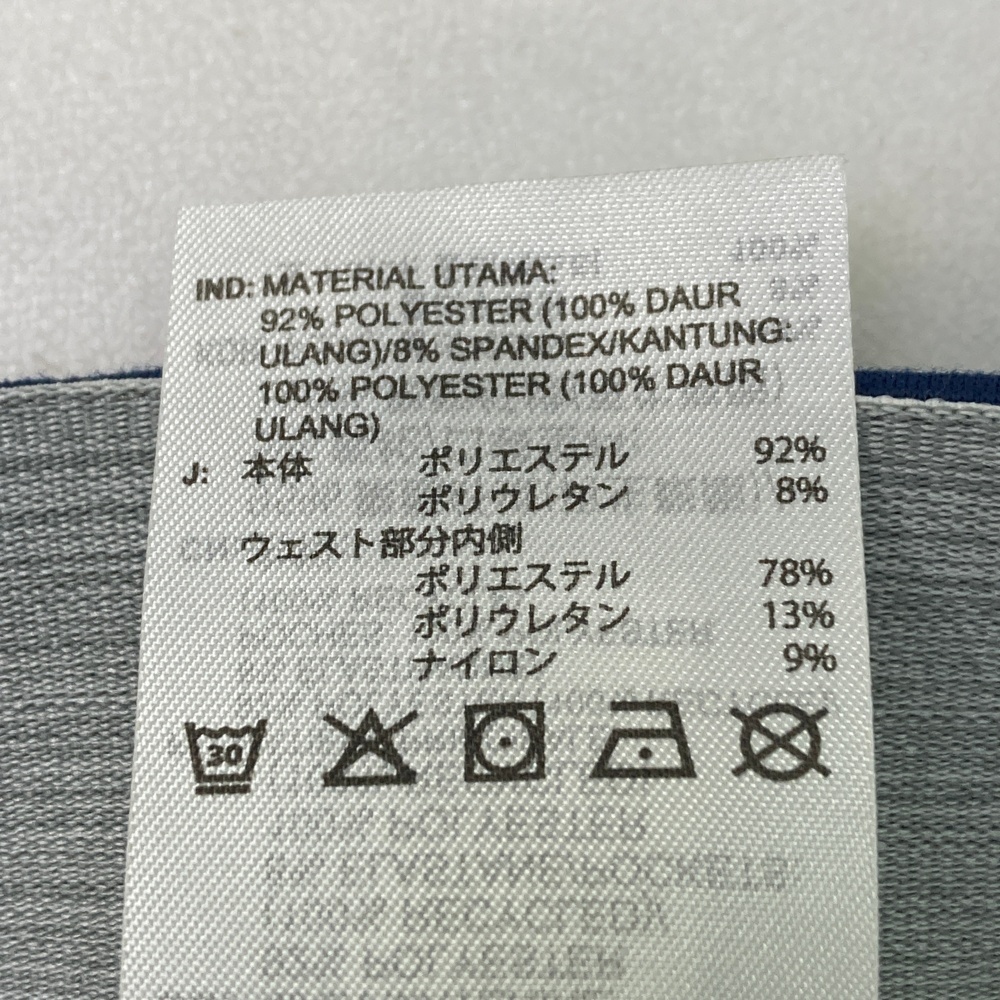 IND: MATERIAL UTAMA:
92% POLYESTER (100% DAUR
ULANG)/8% SPANDEX/KANTUNG:
100% POLYESTER (100% DAUR
ULANG)
J: 本体 ポリエステル 92%
ポリウレタン 8%
ウェスト部分内側
ポリエステル 78%
ポリウレタン 13%
ナイロン 9%
30